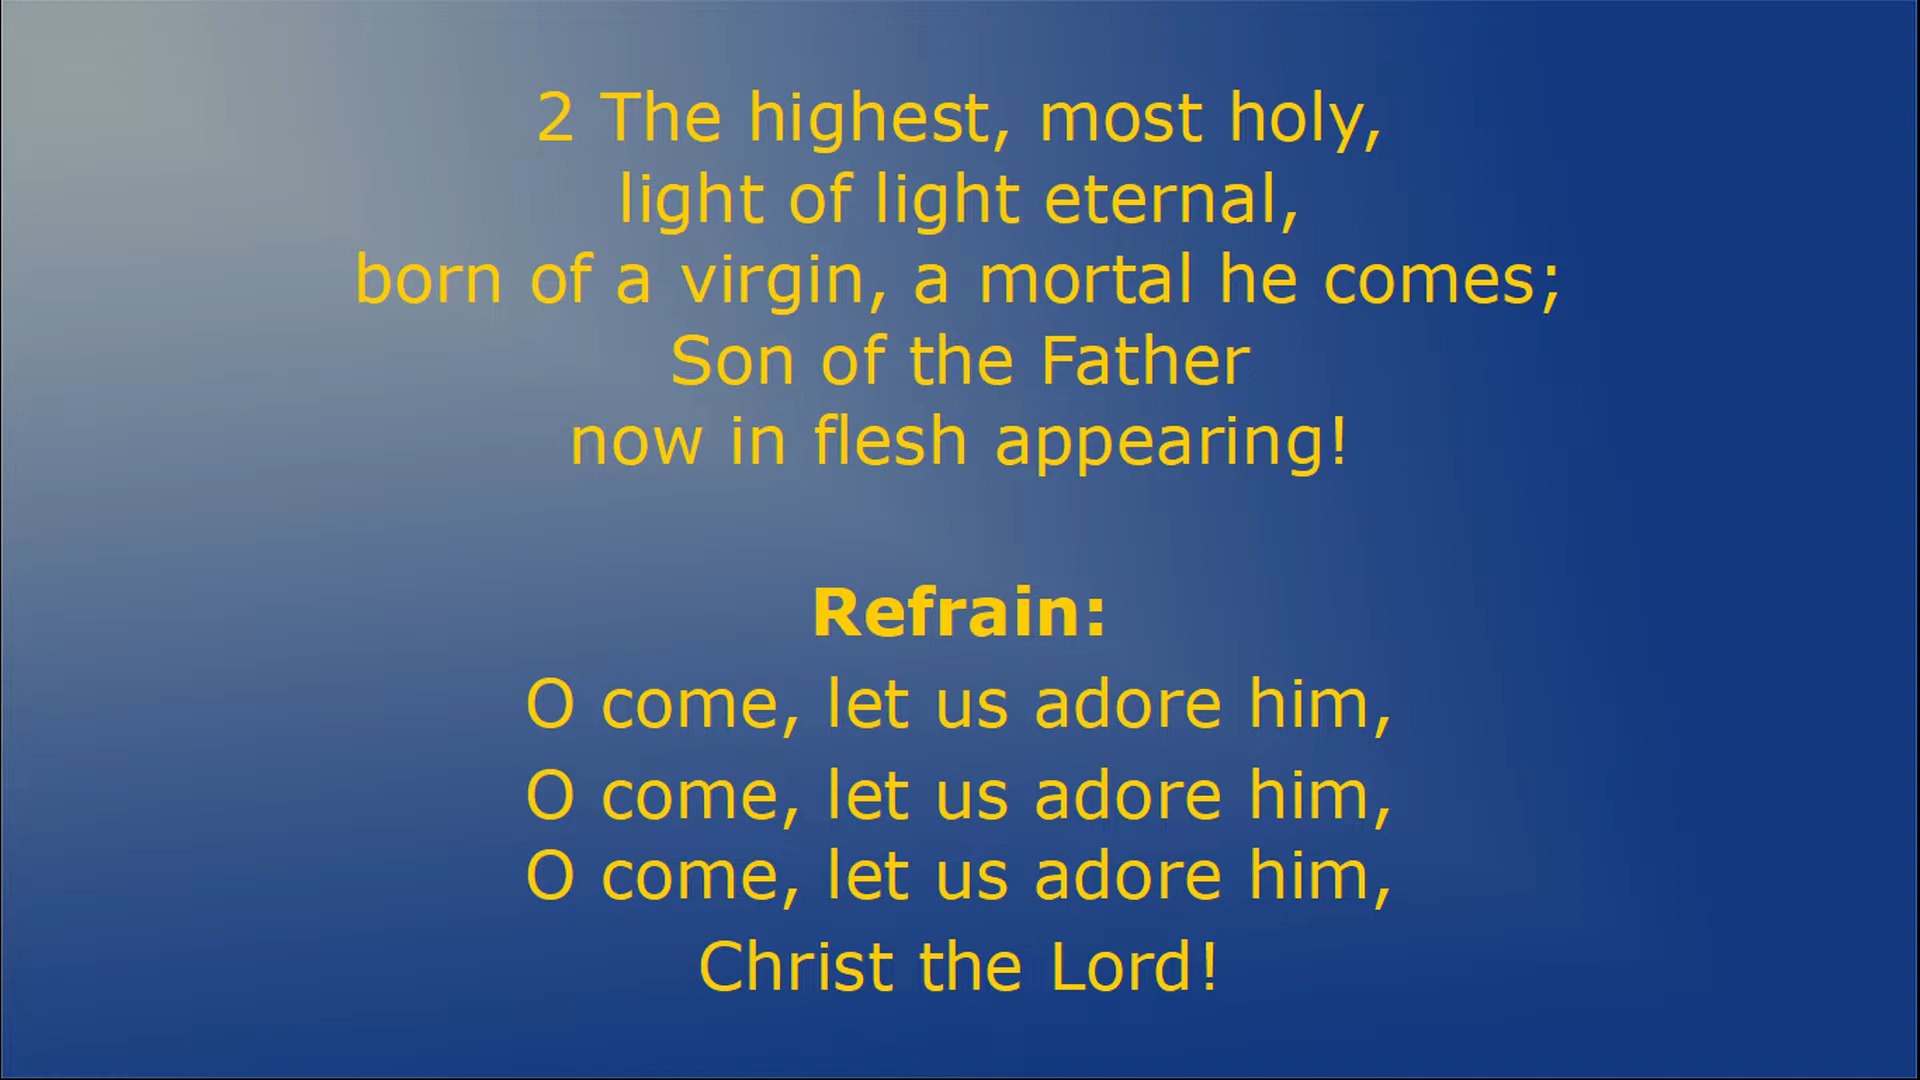 2 The highest, most holy,
light of light eternal,
born of a virgin, a mortal he comes;
Son of the Father
now in flesh appearing!
Refrain:
O come, let us adore him,
O come, let us adore him,
O come, let us adore him,
Christ the Lord!